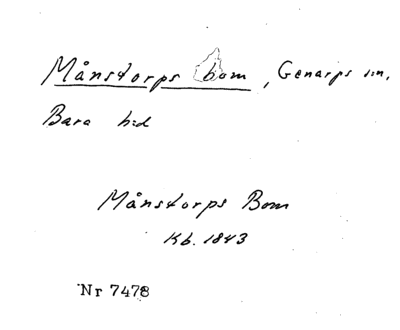 Månstorps bom, Genarps sn,
Bara hd
Månstorps Bom
Kb. 1843
Nr 7478